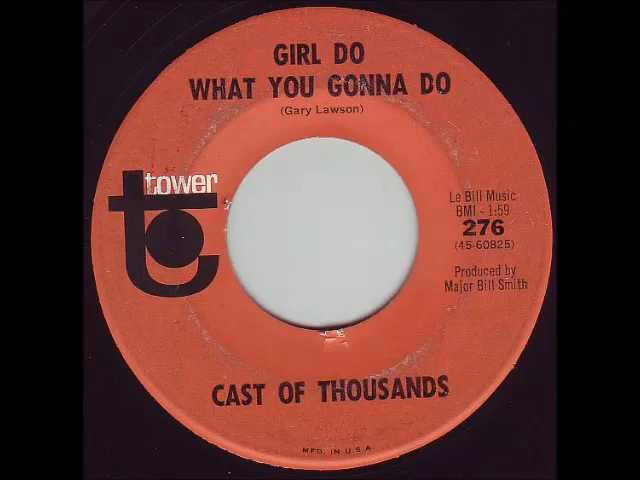 GIRL DO
WHAT YOU GONNA DO
(Gary Lawson)
tower
Le Bill Music
BMI - 1:59
276
(45-60825)
Produced by
Major Bill Smith
CAST OF THOUSANDS
MFD. IN U.S.A